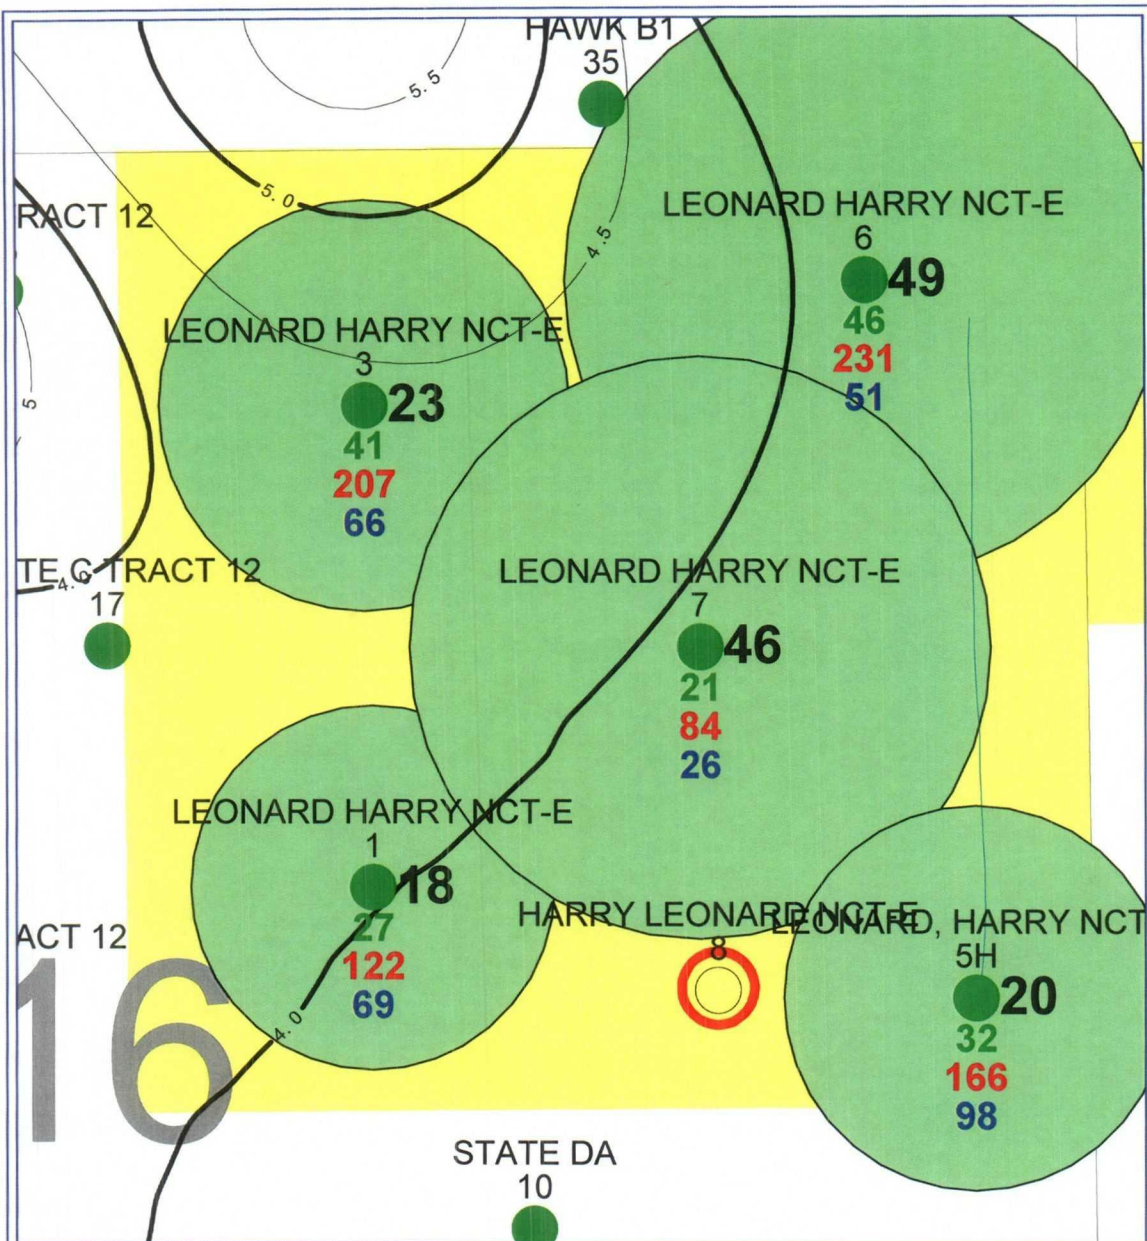 HAWK B1
35
5.5
5.0
4.5
RACT 12
LEONARD HARRY NCT-E
6
49
46
231
51
LEONARD HARRY NCT-E
3
23
41
207
66
5
TE C TRACT 12
4.0
17
LEONARD HARRY NCT-E
7
46
21
84
26
LEONARD HARRY NCT-E
1
18
27
122
69
HARRY LEONARD NCT-E
8
LEONARD, HARRY NCT
5H
20
32
166
98
ACT 12
16
4.0
STATE DA
10